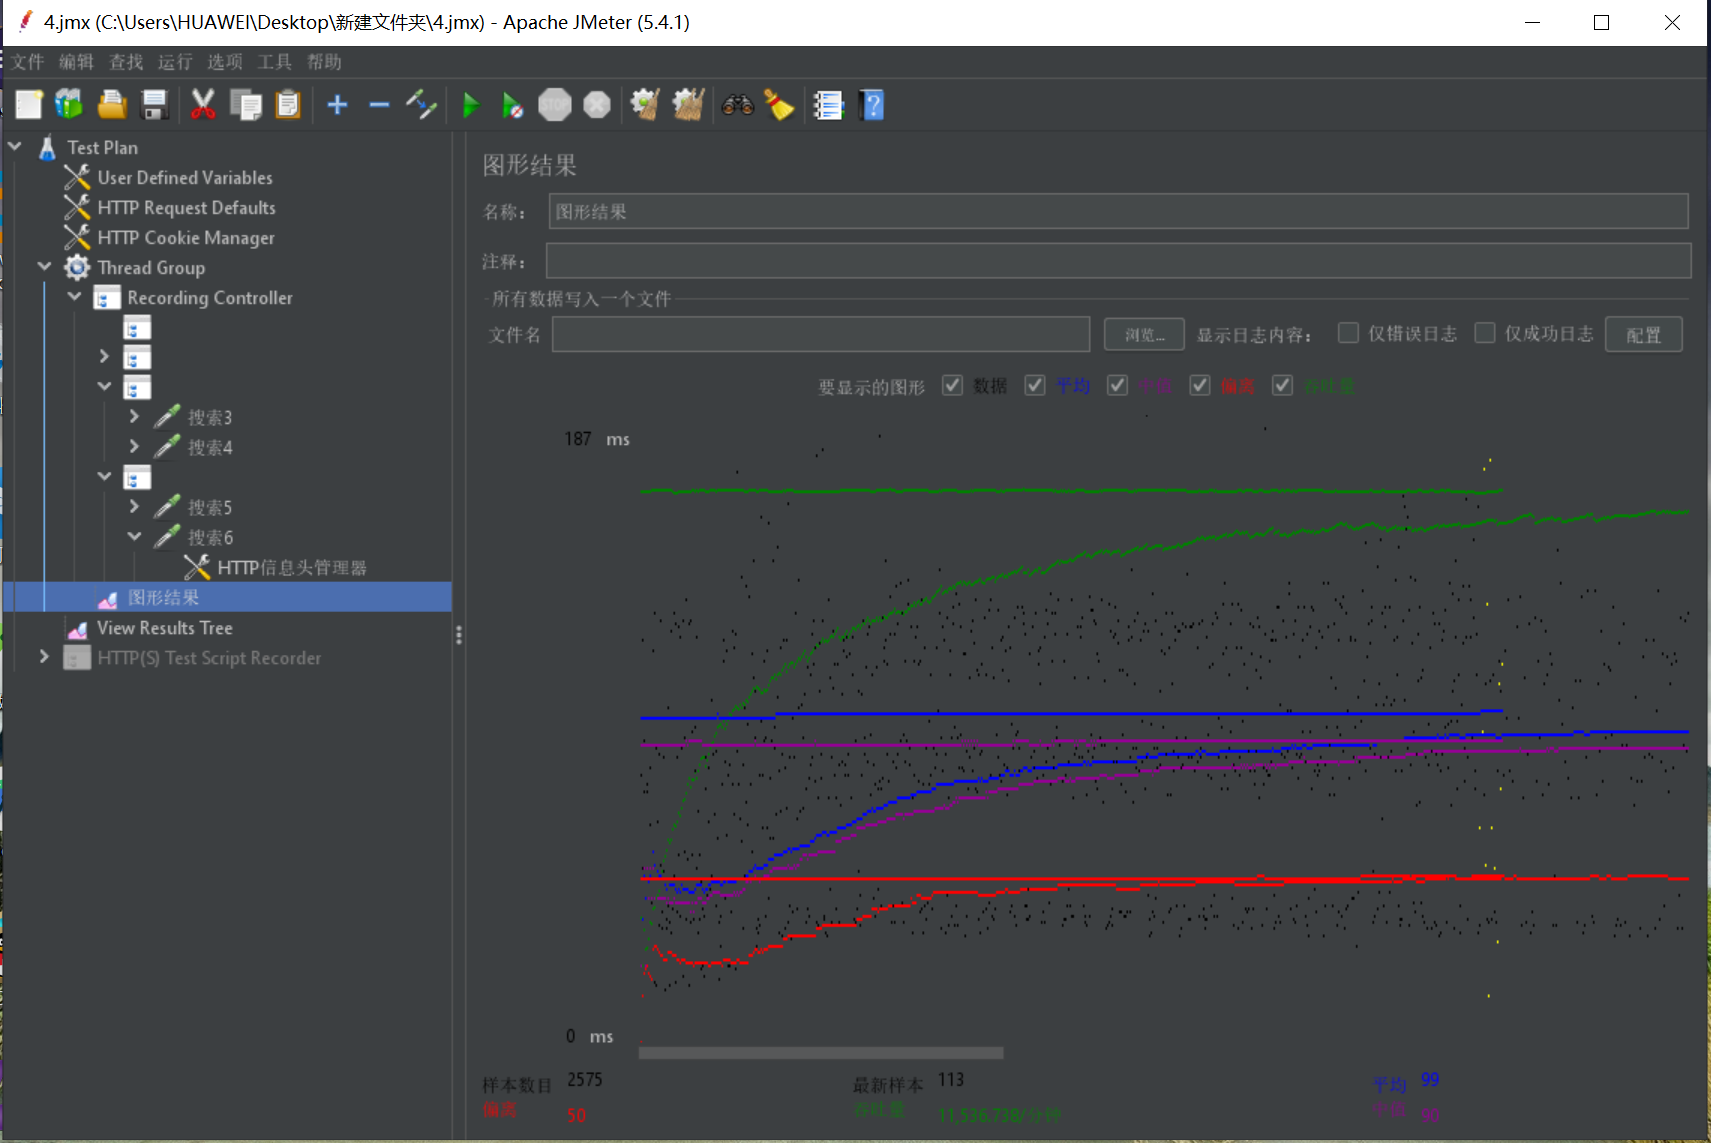 4.jmx (C:\Users\HUAWEI\Desktop\新建文件夹\4.jmx) - Apache JMeter (5.4.1)
文件 编辑 查找 运行 选项 工具 帮助
STOP
Test Plan
User Defined Variables
HTTP Request Defaults
HTTP Cookie Manager
Thread Group
Recording Controller
搜索3
搜索4
搜索5
搜索6
HTTP信息头管理器
图形结果
View Results Tree
HTTP(S) Test Script Recorder
图形结果
名称： 图形结果
注释：
所有数据写入一个文件
文件名 浏览... 显示日志内容： 仅错误日志 仅成功日志 配置
要显示的图形 数据 平均 中值 偏离 吞吐量
187 ms
0 ms
样本数目 2575 最新样本 113 平均 99
偏离 50 吞吐量 11,536.738/分钟 中值 90